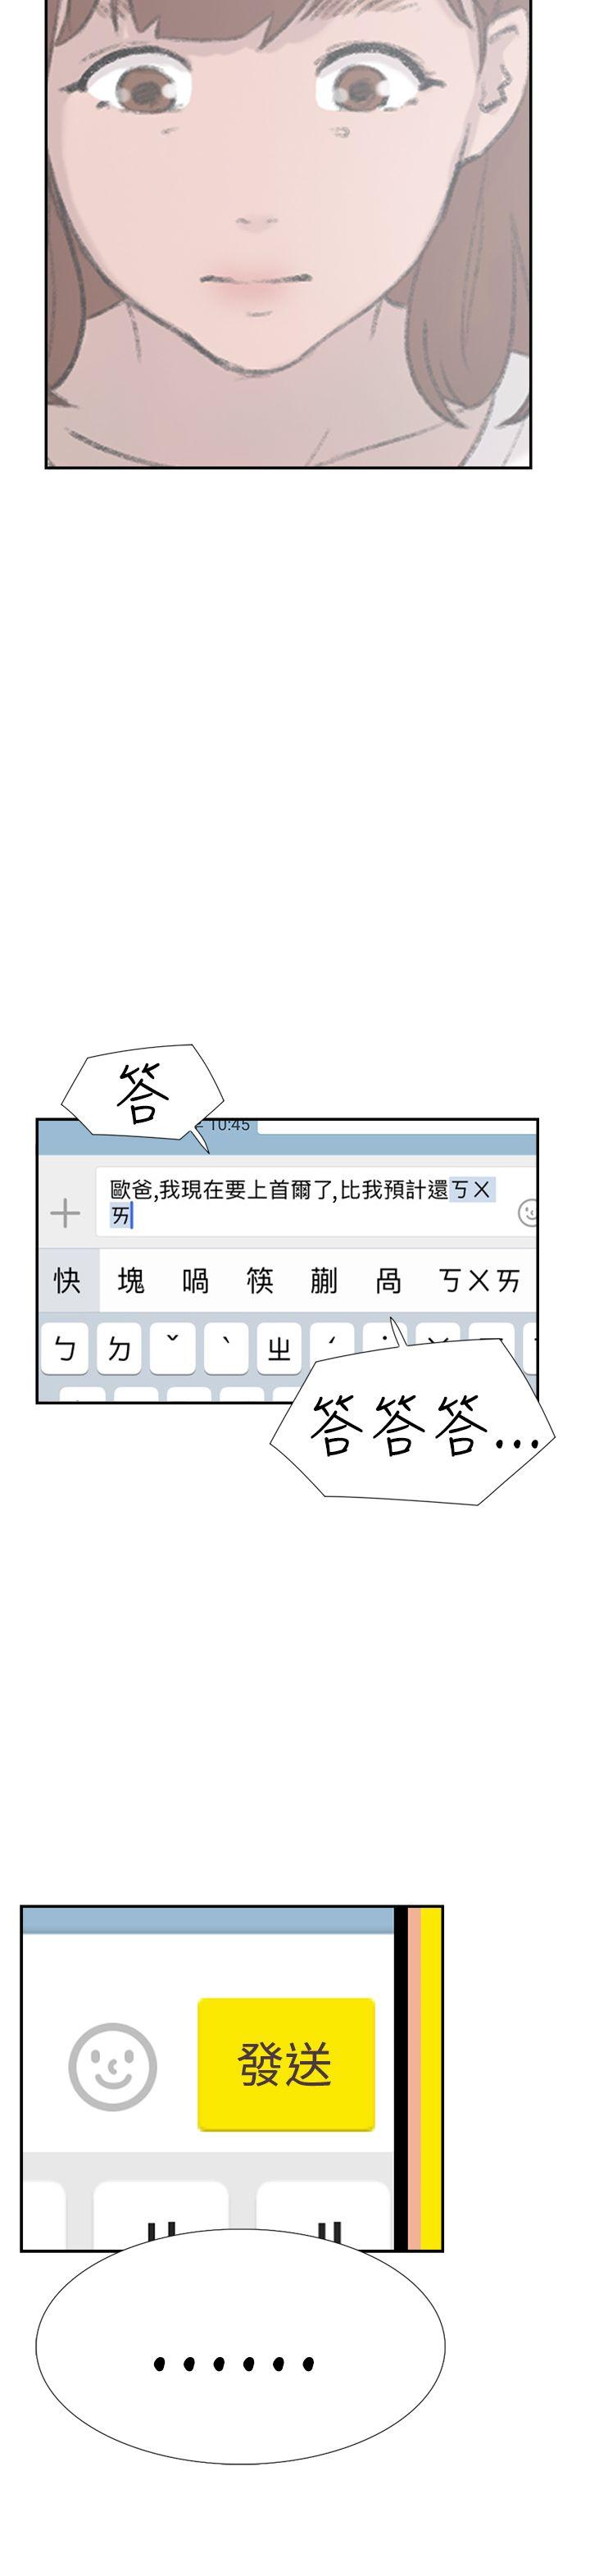 答
10:45
歐爸,我現在要上首爾了,比我預計還ㄎㄨ
ㄞ
快 塊 喎 筷 蒯 咼 ㄎㄨㄞ
ㄅ ㄉ ˇ ˋ ㄓ ˊ ˙
答答答...
發送
......